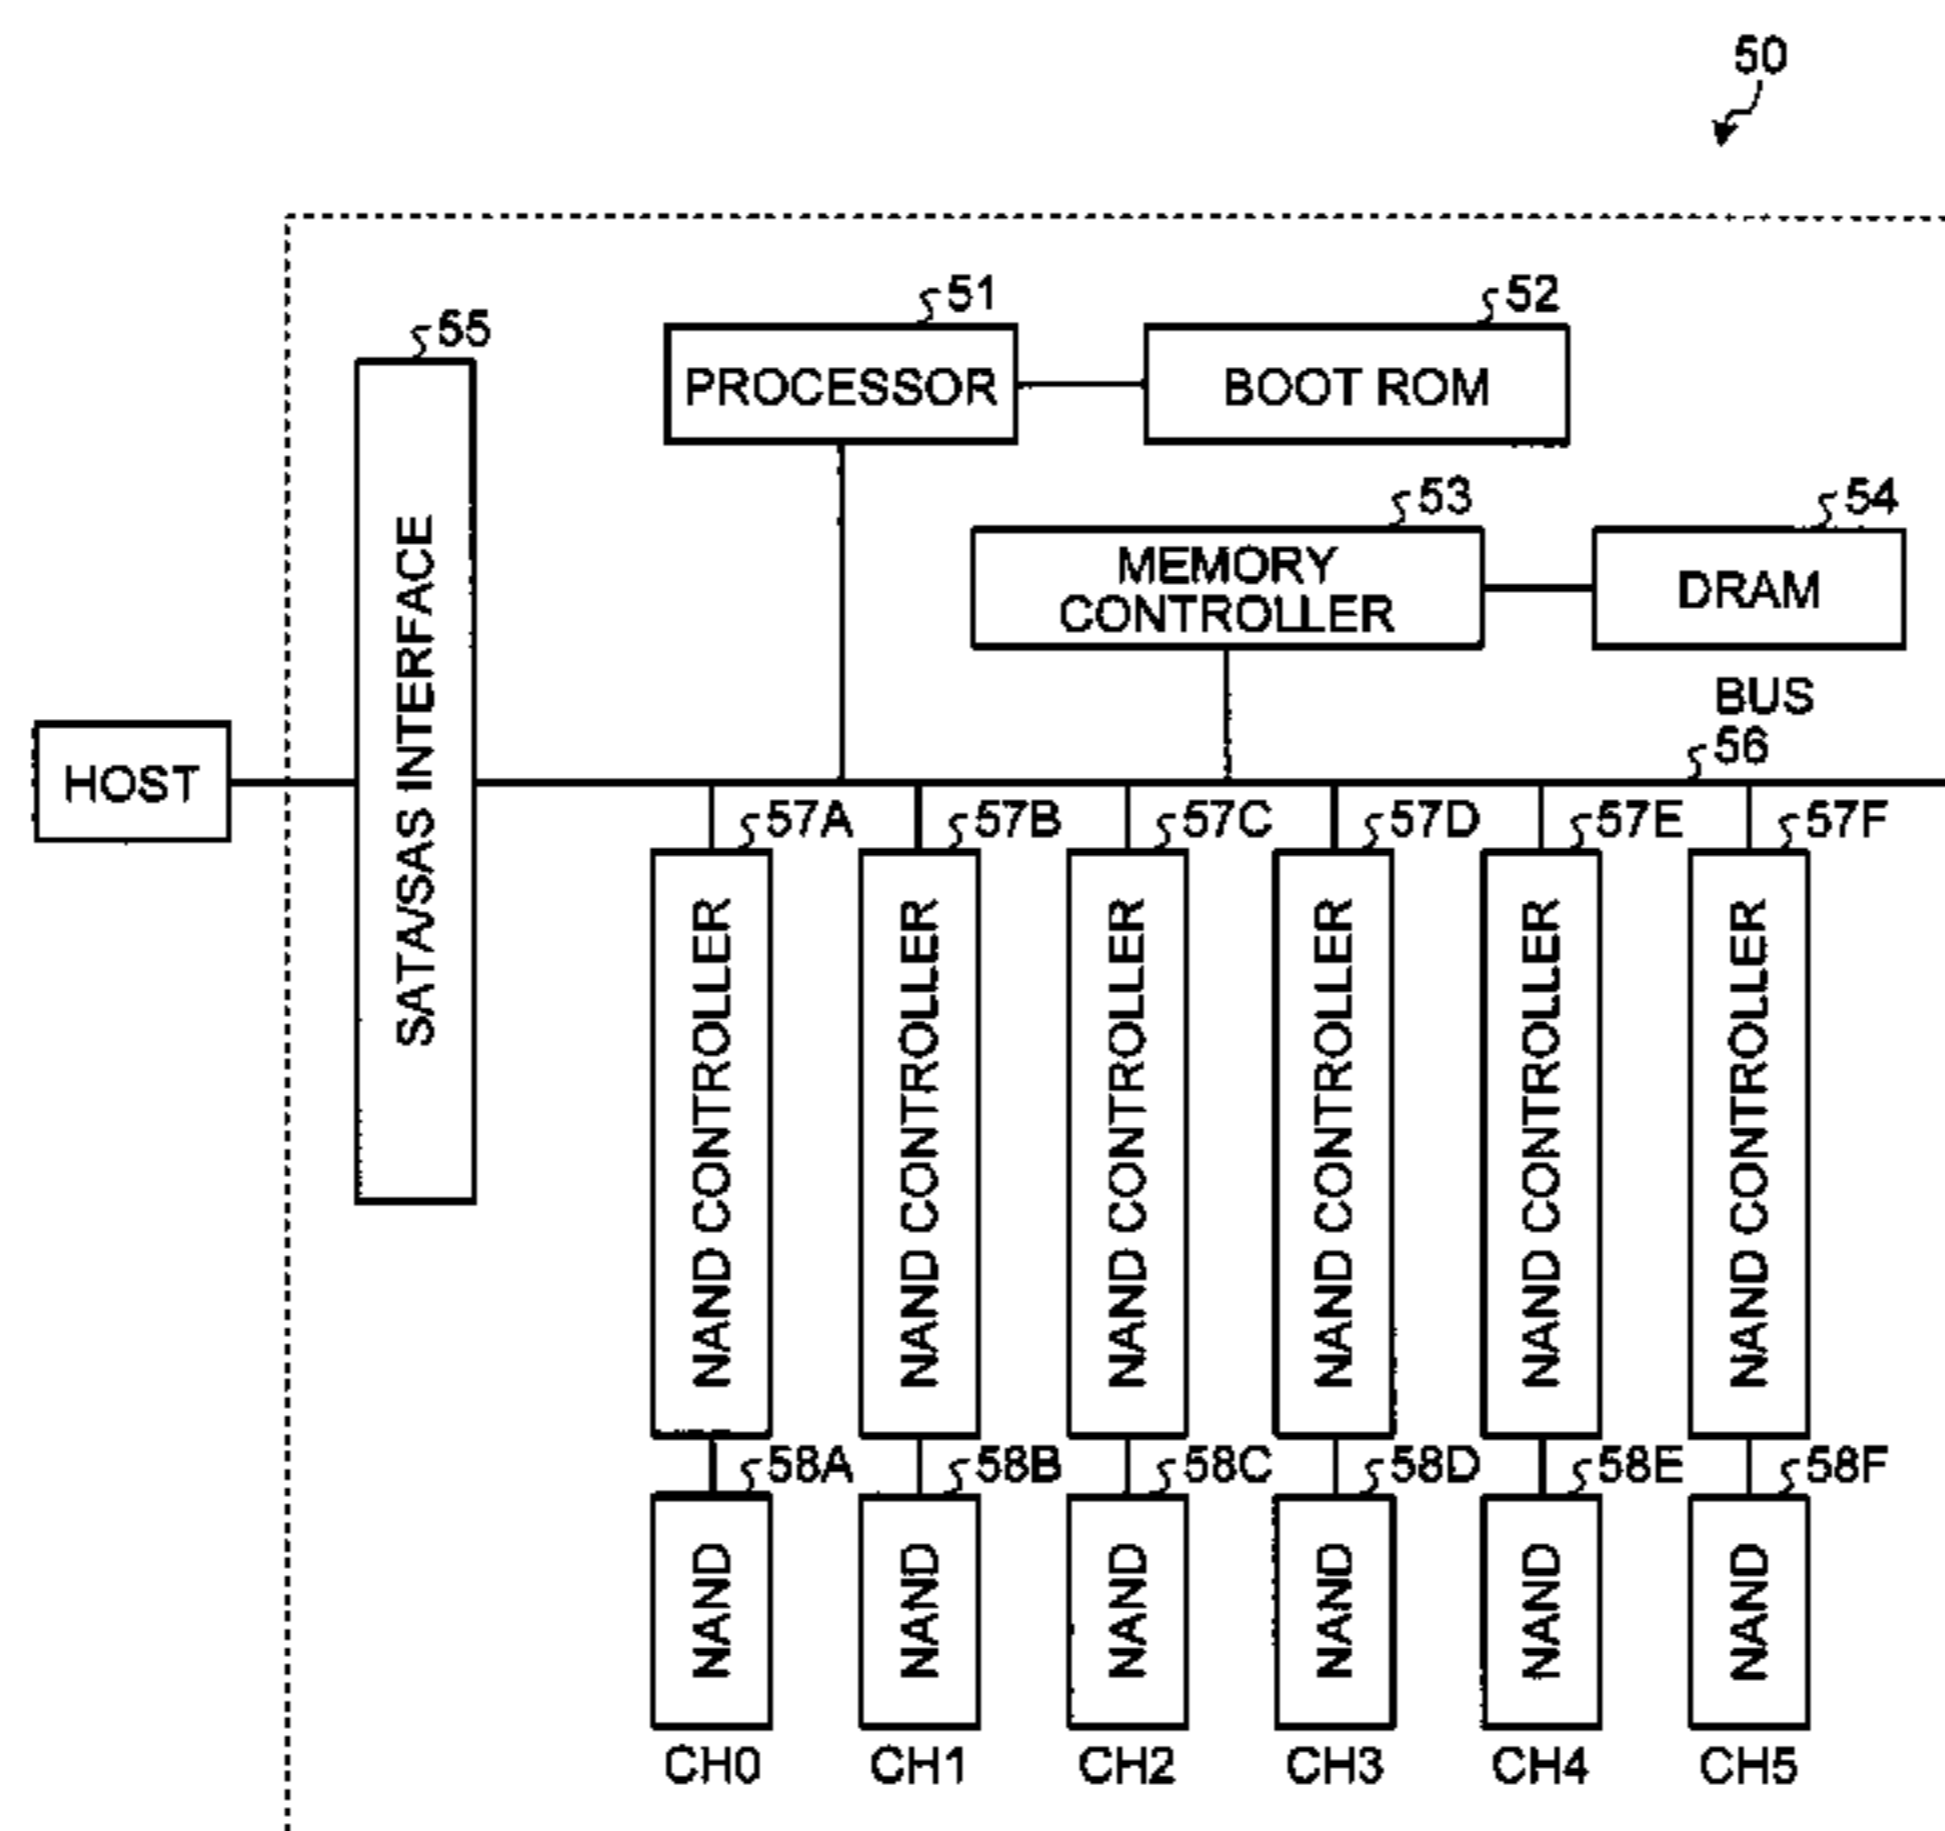 50
51
52
55
PROCESSOR
BOOT ROM
53
54
MEMORY
CONTROLLER
DRAM
SATA/SAS INTERFACE
BUS
56
HOST
57A
57B
57C
57D
57E
57F
NAND CONTROLLER
NAND CONTROLLER
NAND CONTROLLER
NAND CONTROLLER
NAND CONTROLLER
NAND CONTROLLER
58A
58B
58C
58D
58E
58F
NAND
NAND
NAND
NAND
NAND
NAND
CH0
CH1
CH2
CH3
CH4
CH5